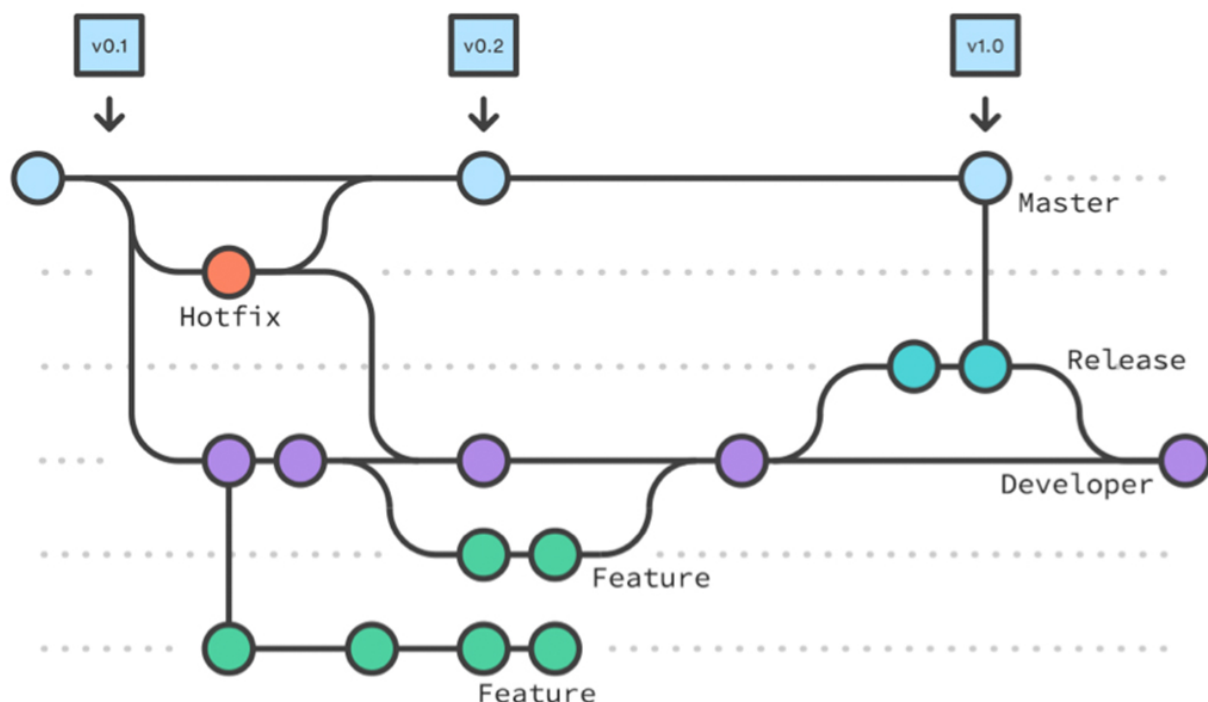 v0.1
v0.2
v1.0
Master
Hotfix
Release
Developer
Feature
Feature